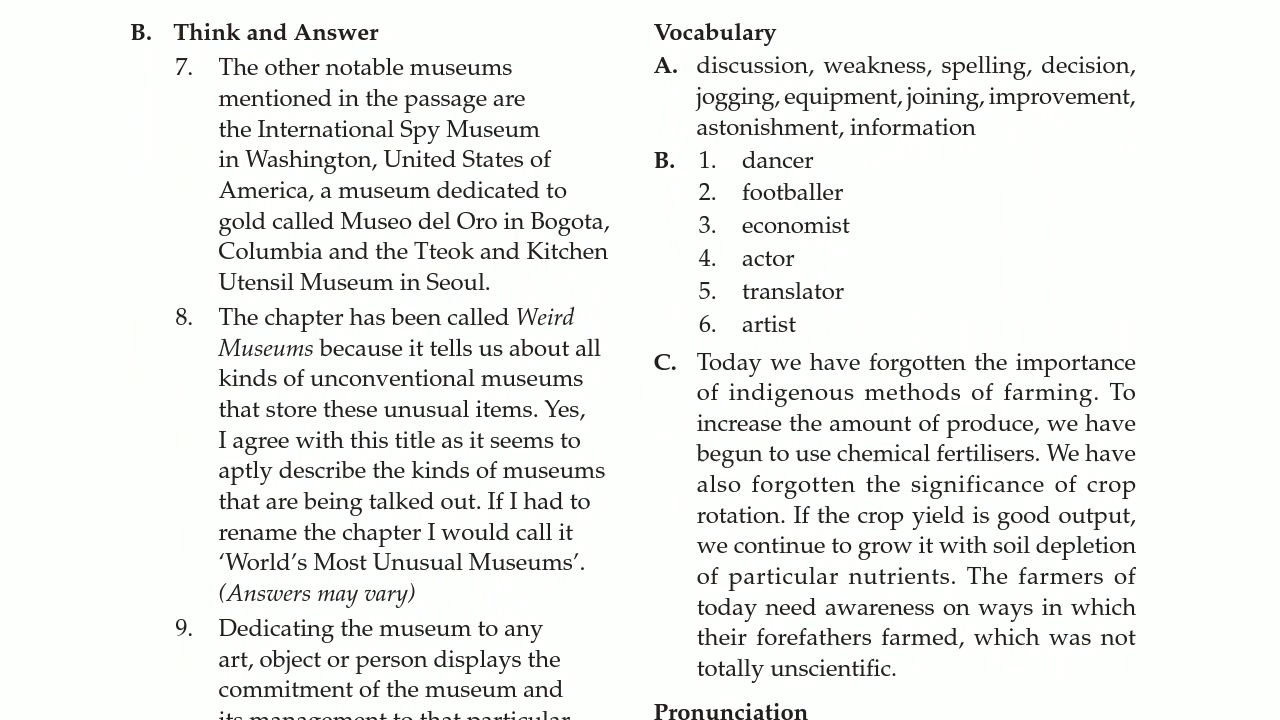 B. Think and Answer
7. The other notable museums
mentioned in the passage are
the International Spy Museum
in Washington, United States of
America, a museum dedicated to
gold called Museo del Oro in Bogota,
Columbia and the Tteok and Kitchen
Utensil Museum in Seoul.
8. The chapter has been called Weird
Museums because it tells us about all
kinds of unconventional museums
that store these unusual items. Yes,
I agree with this title as it seems to
aptly describe the kinds of museums
that are being talked out. If I had to
rename the chapter I would call it
‘World’s Most Unusual Museums’.
(Answers may vary)
9. Dedicating the museum to any
art, object or person displays the
commitment of the museum and
its management to that particular
Vocabulary
A. discussion, weakness, spelling, decision,
jogging, equipment, joining, improvement,
astonishment, information
B. 1. dancer
2. footballer
3. economist
4. actor
5. translator
6. artist
C. Today we have forgotten the importance
of indigenous methods of farming. To
increase the amount of produce, we have
begun to use chemical fertilisers. We have
also forgotten the significance of crop
rotation. If the crop yield is good output,
we continue to grow it with soil depletion
of particular nutrients. The farmers of
today need awareness on ways in which
their forefathers farmed, which was not
totally unscientific.
Pronunciation